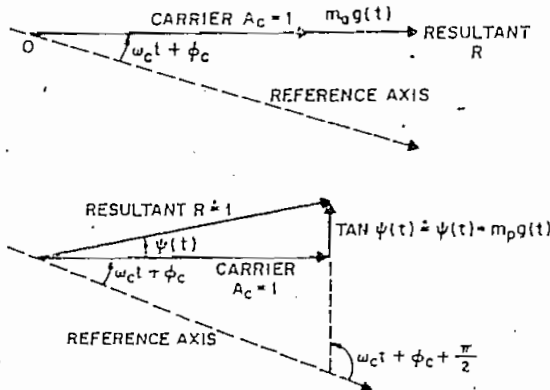 CARRIER A_C = 1
m_a g(t)
RESULTANT
R
O
ω_c t + ϕ_c
REFERENCE AXIS
RESULTANT R ≐ 1
ψ(t)
TAN ψ(t) ≐ ψ(t) = m_p g(t)
ω_c t + ϕ_c
CARRIER
A_C = 1
REFERENCE AXIS
ω_c t + ϕ_c + π/2